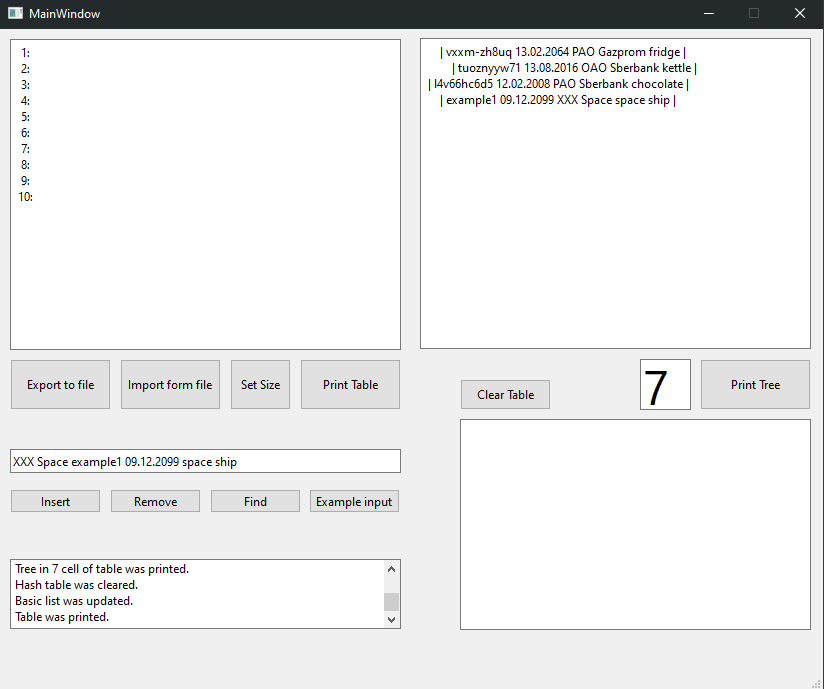 MainWindow
1:
2:
3:
4:
5:
6:
7:
8:
9:
10:
| vxxm-zh8uq 13.02.2064 PAO Gazprom fridge |
| tuoznyyw71 13.08.2016 OAO Sberbank kettle |
| l4v66hc6d5 12.02.2008 PAO Sberbank chocolate |
| example1 09.12.2099 XXX Space space ship |
Export to file
Import form file
Set Size
Print Table
Clear Table
7
Print Tree
XXX Space example1 09.12.2099 space ship
Insert
Remove
Find
Example input
Tree in 7 cell of table was printed.
Hash table was cleared.
Basic list was updated.
Table was printed.